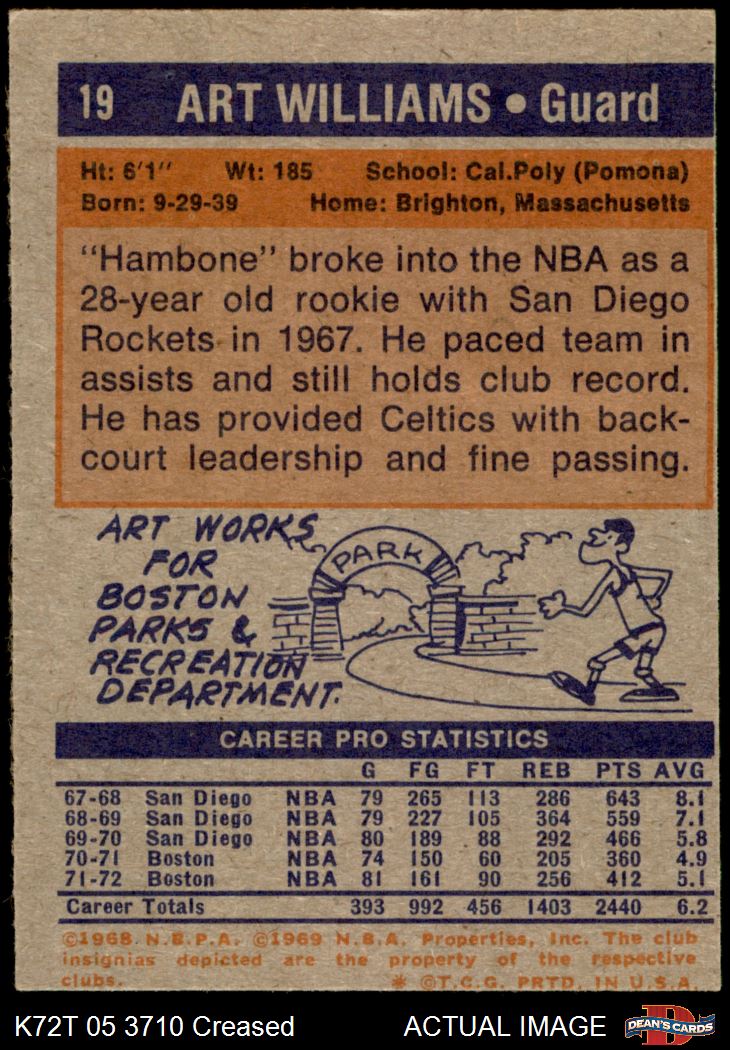 19 ART WILLIAMS • Guard
Ht: 6'1" Wt: 185 School: Cal.Poly (Pomona)
Born: 9-29-39 Home: Brighton, Massachusetts
"Hambone" broke into the NBA as a
28-year old rookie with San Diego
Rockets in 1967. He paced team in
assists and still holds club record.
He has provided Celtics with back-
court leadership and fine passing.
ART WORKS
FOR
BOSTON
PARKS &
RECREATION
DEPARTMENT.
PARK
CAREER PRO STATISTICS
G FG FT REB PTS AVG
67-68 San Diego NBA 79 265 113 286 643 8.1
68-69 San Diego NBA 79 227 105 364 559 7.1
69-70 San Diego NBA 80 189 88 292 466 5.8
70-71 Boston NBA 74 150 60 205 360 4.9
71-72 Boston NBA 81 161 90 256 412 5.1
Career Totals 393 992 456 1403 2440 6.2
©1968 N.B.P.A. ©1969 N.B.A. Properties, Inc. The club
insignias depicted are the property of the respective
clubs. * ©T.C.G. PRTD. IN U.S.A.
K72T 05 3710 Creased ACTUAL IMAGE
D
DEAN'S CARDS